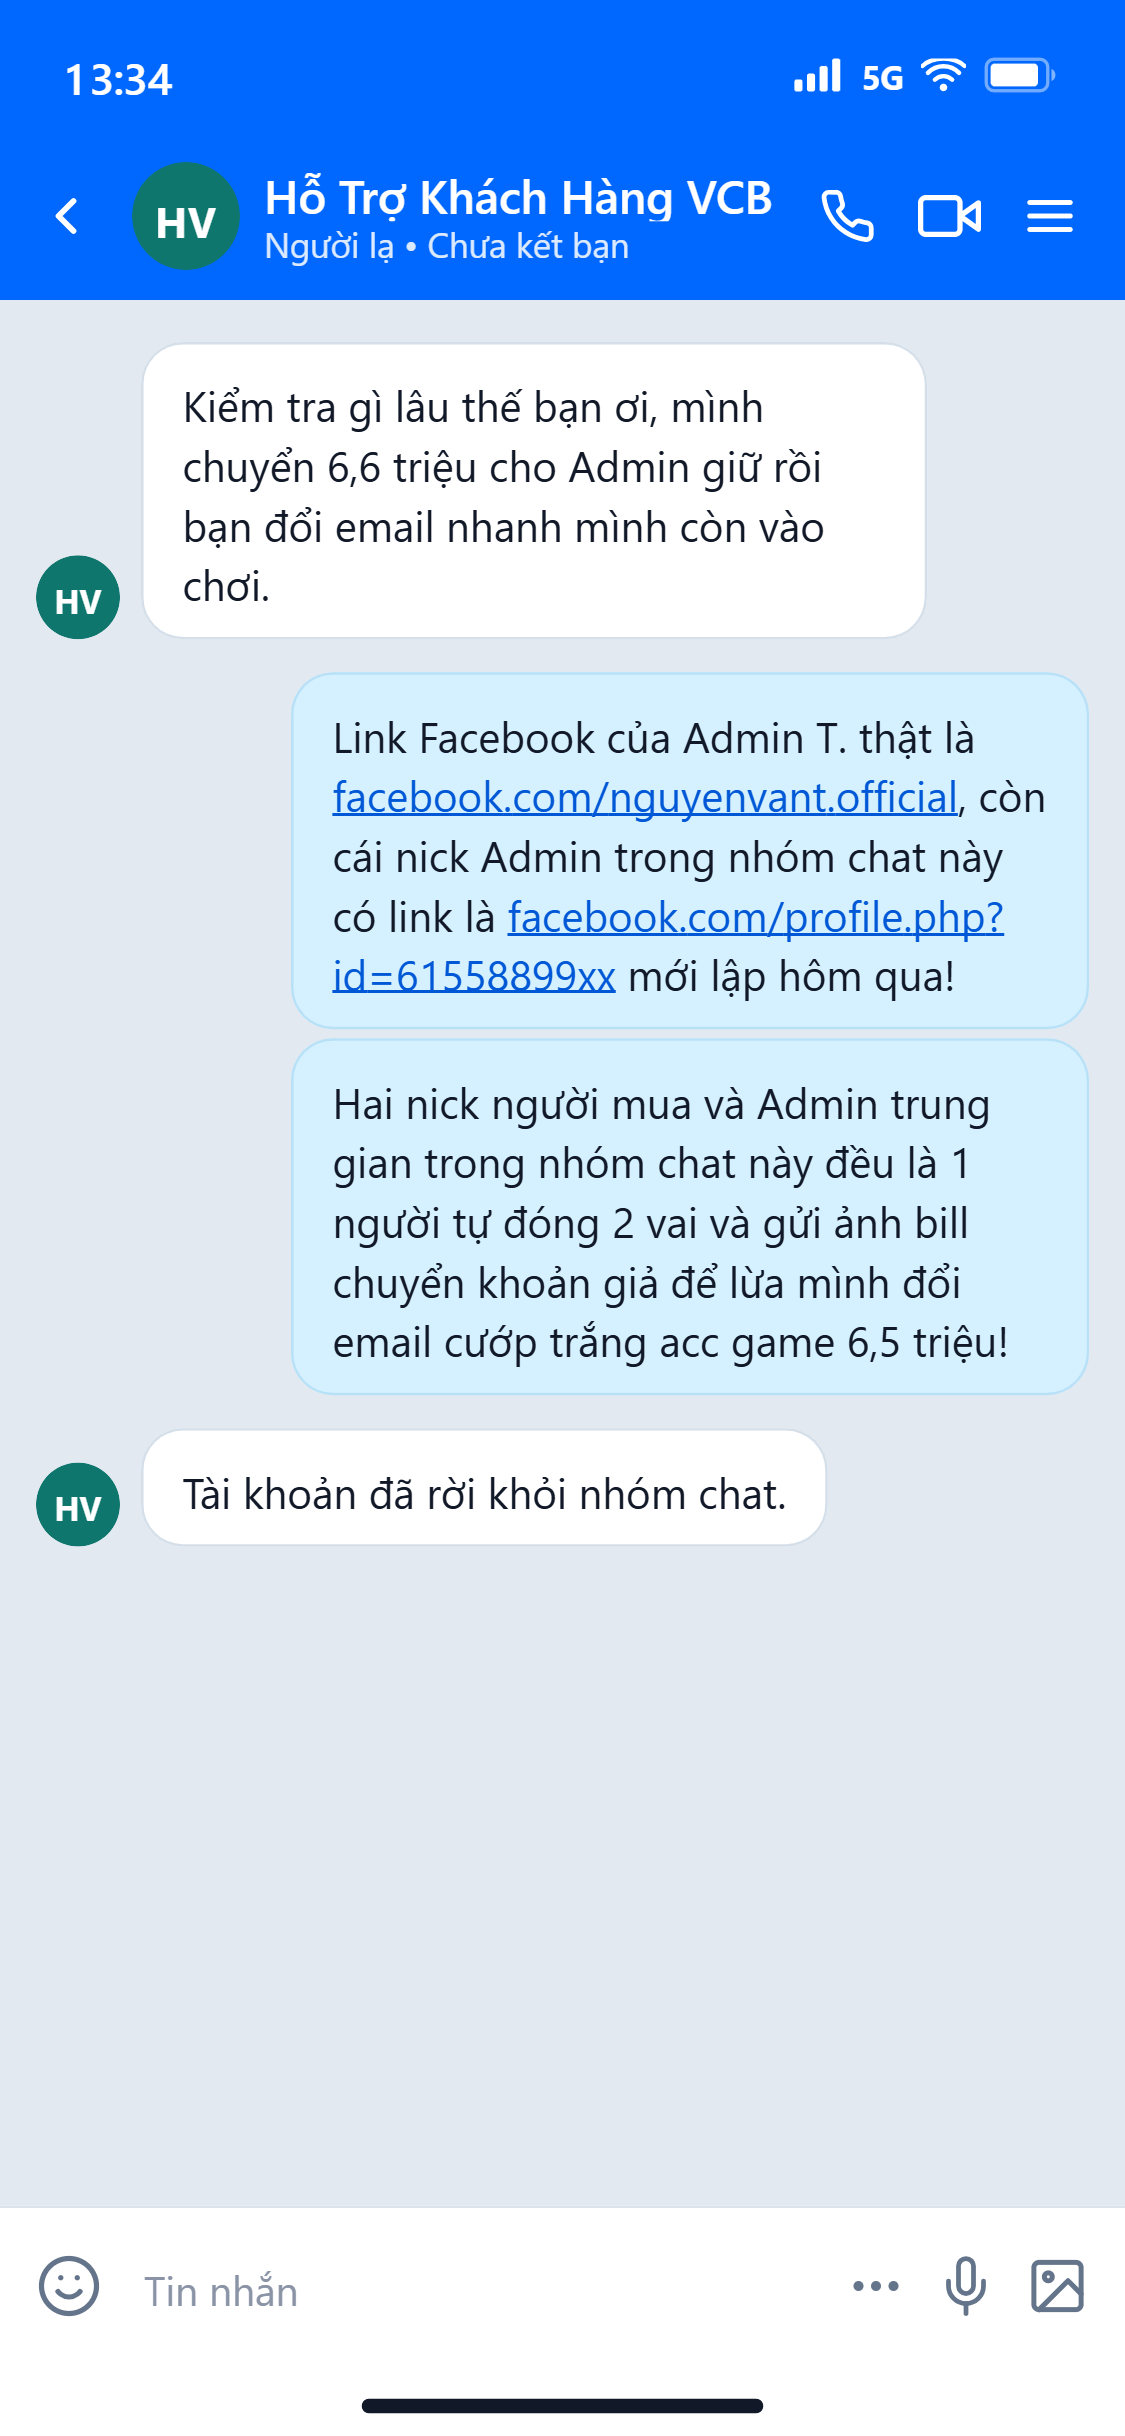 13:34
5G
HV
Hỗ Trợ Khách Hàng VCB
Người lạ • Chưa kết bạn
Kiểm tra gì lâu thế bạn ơi, mình
chuyển 6,6 triệu cho Admin giữ rồi
bạn đổi email nhanh mình còn vào
chơi.
HV
Link Facebook của Admin T. thật là
facebook.com/nguyenvant.official, còn
cái nick Admin trong nhóm chat này
có link là facebook.com/profile.php?
id=61558899xx mới lập hôm qua!
Hai nick người mua và Admin trung
gian trong nhóm chat này đều là 1
người tự đóng 2 vai và gửi ảnh bill
chuyển khoản giả để lừa mình đổi
email cướp trắng acc game 6,5 triệu!
Tài khoản đã rời khỏi nhóm chat.
HV
Tin nhắn